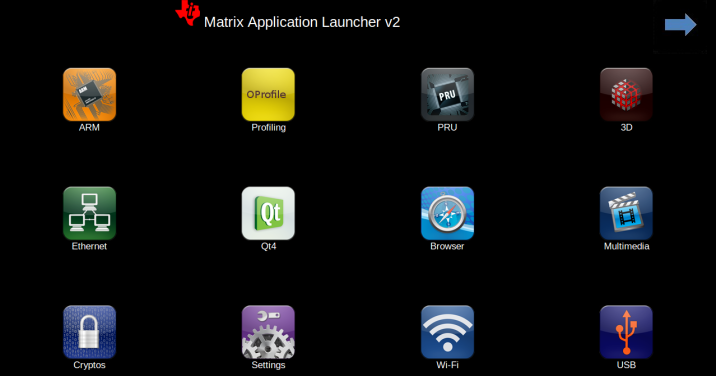 Matrix Application Launcher v2
OProfile
PRU
ARM
Profiling
PRU
3D
Qt
Ethernet
Qt4
Browser
Multimedia
Cryptos
Settings
Wi-Fi
USB